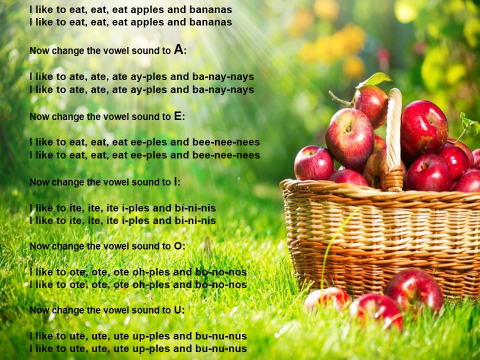 I like to eat, eat, eat apples and bananas
I like to eat, eat, eat apples and bananas
Now change the vowel sound to A:
I like to ate, ate, ate ay-ples and ba-nay-nays
I like to ate, ate, ate ay-ples and ba-nay-nays
Now change the vowel sound to E:
I like to eat, eat, eat ee-ples and bee-nee-nees
I like to eat, eat, eat ee-ples and bee-nee-nees
Now change the vowel sound to I:
I like to ite, ite, ite i-ples and bi-ni-nis
I like to ite, ite, ite i-ples and bi-ni-nis
Now change the vowel sound to O:
I like to ote, ote, ote oh-ples and bo-no-nos
I like to ote, ote, ote oh-ples and bo-no-nos
Now change the vowel sound to U:
I like to ute, ute, ute up-ples and bu-nu-nus
I like to ute, ute, ute up-ples and bu-nu-nus